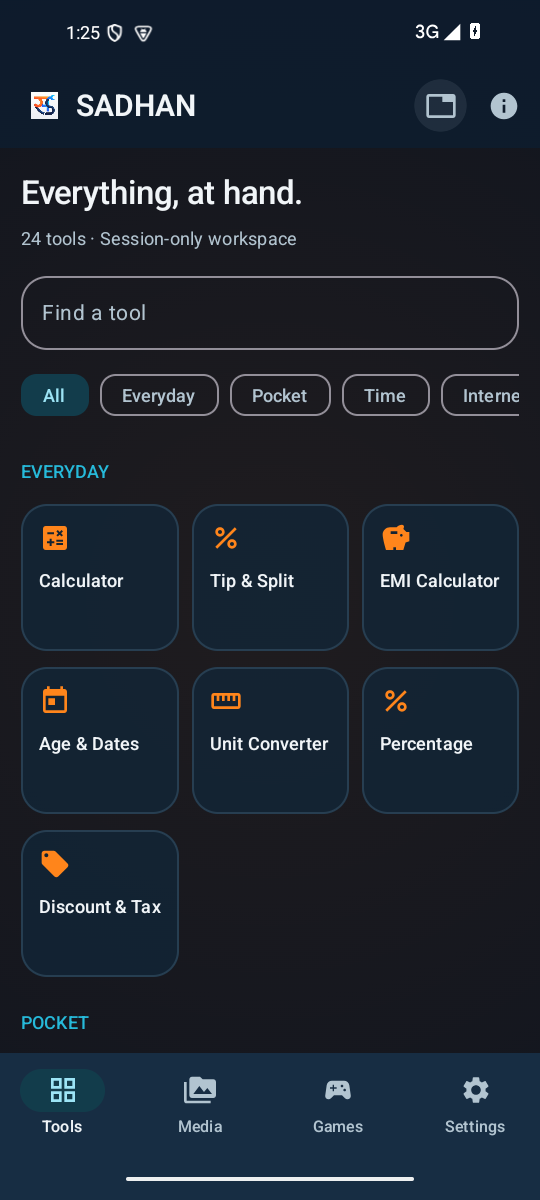 1:25
3G
SADHAN
Everything, at hand.
24 tools · Session-only workspace
Find a tool
All Everyday Pocket Time Interne
EVERYDAY
Calculator Tip & Split EMI Calculator
Age & Dates Unit Converter Percentage
Discount & Tax
POCKET
Tools Media Games Settings